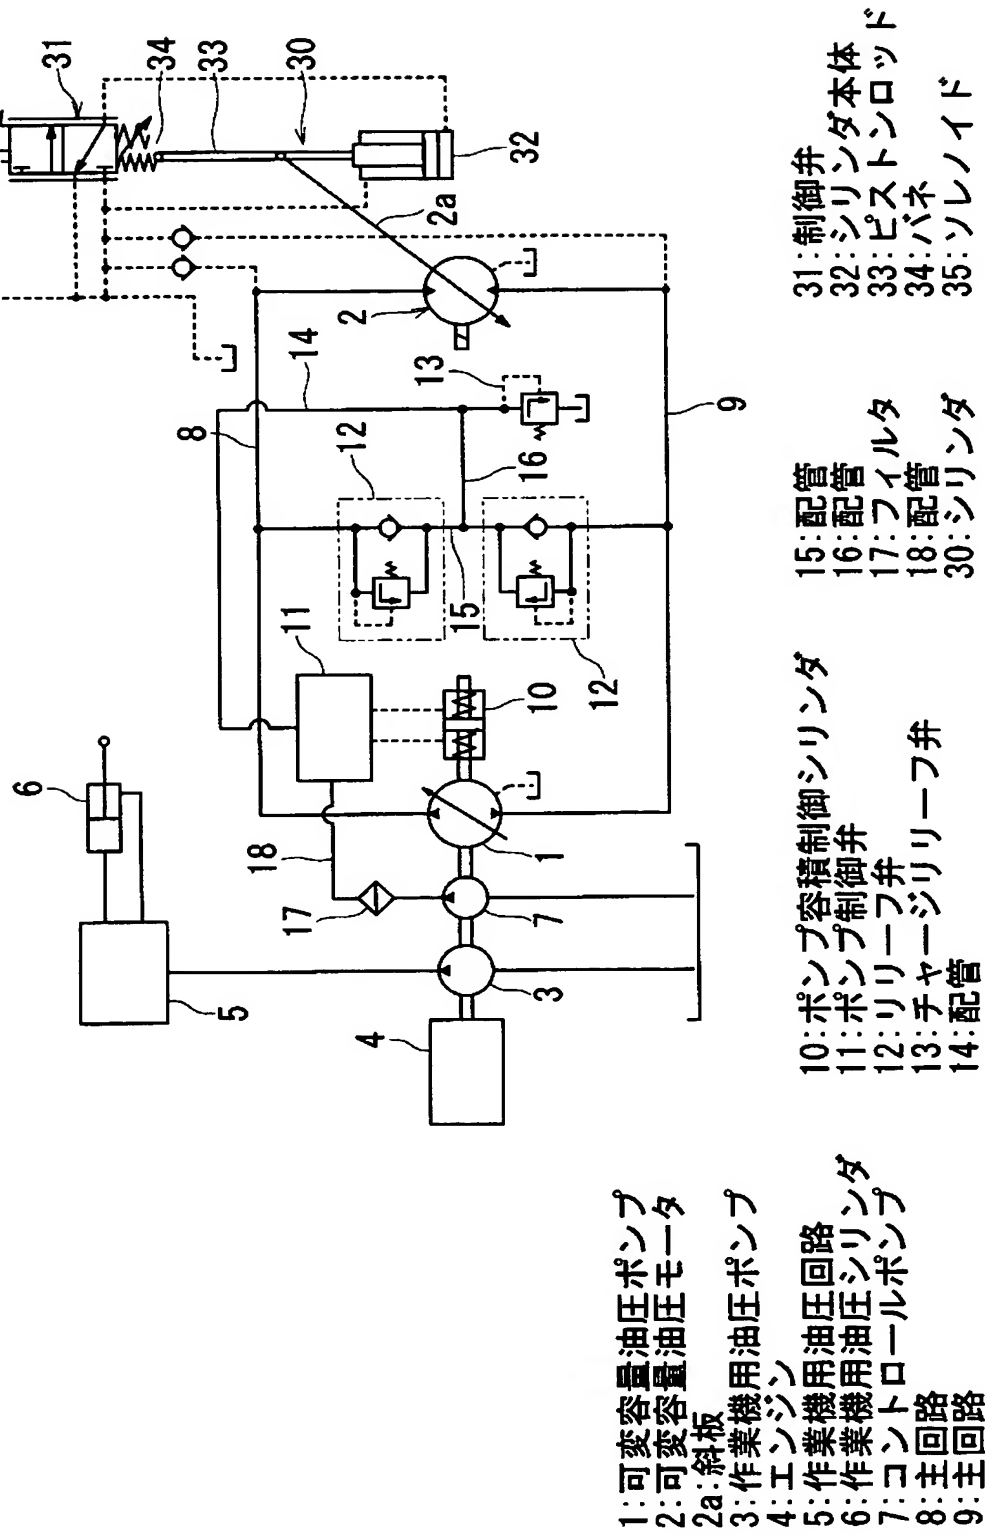 31
34
33
30
32
2a
2
14
13
8
12
16
9
15
11
12
10
6
18
17
1
7
3
5
4
1:可変容量油圧ポンプ
2:可変容量油圧モータ
2a:斜板
3:作業機用油圧ポンプ
4:エンジン
5:作業機用油圧回路
6:作業機用油圧シリンダ
7:コントロールポンプ
8:主回路
9:主回路
10:ポンプ容積制御シリンダ
11:ポンプ制御弁
12:リリーフ弁
13:チャージリリーフ弁
14:配管
15:配管
16:配管
17:フィルタ
18:配管
30:シリンダ
31:制御弁
32:シリンダ本体
33:ピストンロッド
34:バネ
35:ソレノイド